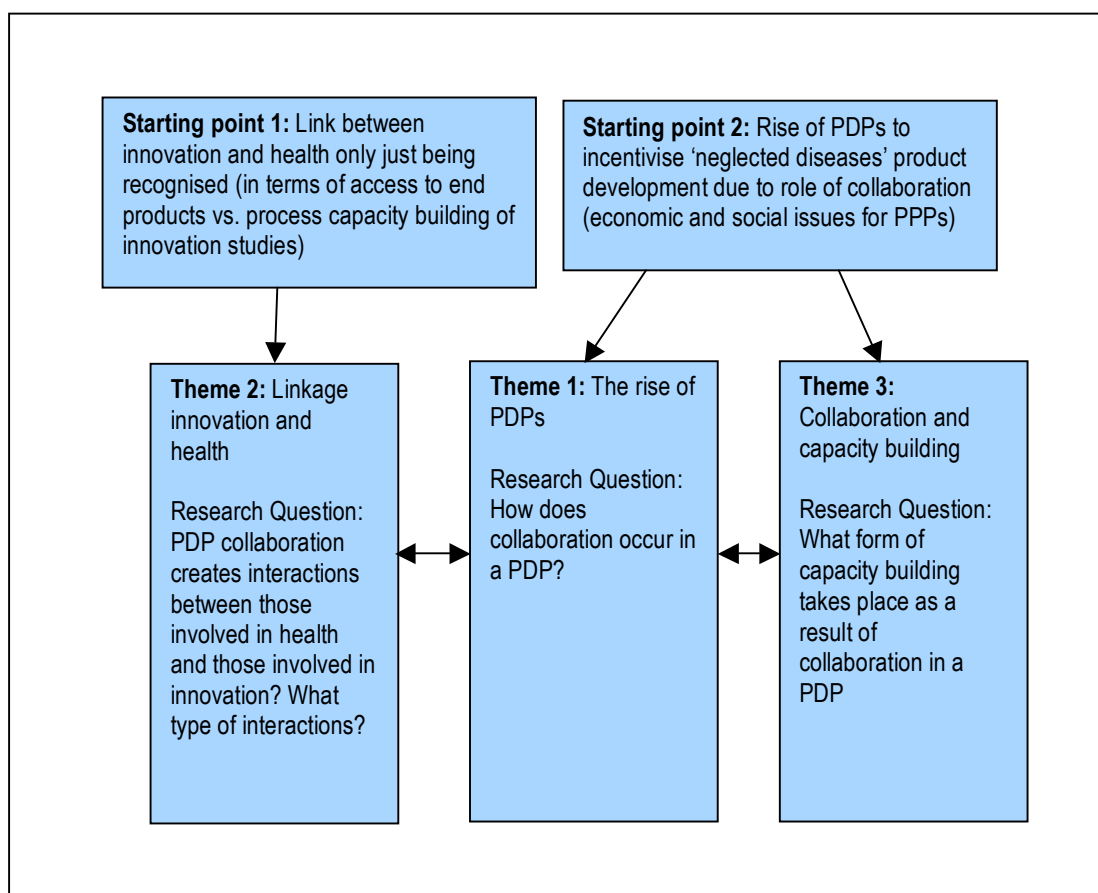 Starting point 1: Link between
innovation and health only just being
recognised (in terms of access to end
products vs. process capacity building of
innovation studies)
Starting point 2: Rise of PDPs to
incentivise ‘neglected diseases’ product
development due to role of collaboration
(economic and social issues for PPPs)
Theme 2: Linkage
innovation and
health
Research Question:
PDP collaboration
creates interactions
between those
involved in health
and those involved in
innovation? What
type of interactions?
Theme 1: The rise of
PDPs
Research Question:
How does
collaboration occur in
a PDP?
Theme 3:
Collaboration and
capacity building
Research Question:
What form of
capacity building
takes place as a
result of
collaboration in a
PDP